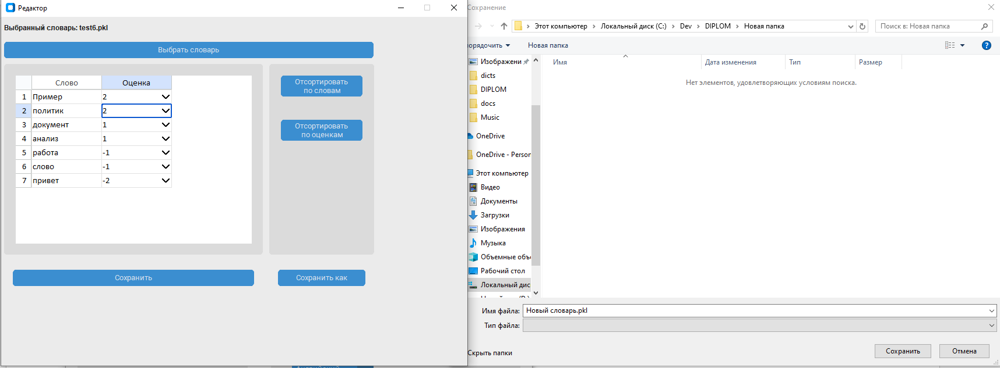 Редактор
Выбранный словарь: test6.pkl
Выбрать словарь
Слово Оценка
1 Пример 2
2 политик 2
3 документ 1
4 анализ 1
5 работа -1
6 слово -1
7 привет -2
Отсортировать
по словам
Отсортировать
по оценкам
Сохранить
Сохранить как
Сохранение
Этот компьютер › Локальный диск (C:) › Dev › DIPLOM › Новая папка
Поиск в: Новая папка
порядочить
Новая папка
Имя Дата изменения Тип Размер
Нет элементов, удовлетворяющих условиям поиска.
Изображени
dicts
DIPLOM
docs
Music
OneDrive
OneDrive - Person
Этот компьютер
Видео
Документы
Загрузки
Изображения
Музыка
Объемные объ
Рабочий стол
Локальный дис
Имя файла: Новый словарь.pkl
Тип файла:
Скрыть папки
Сохранить
Отмена